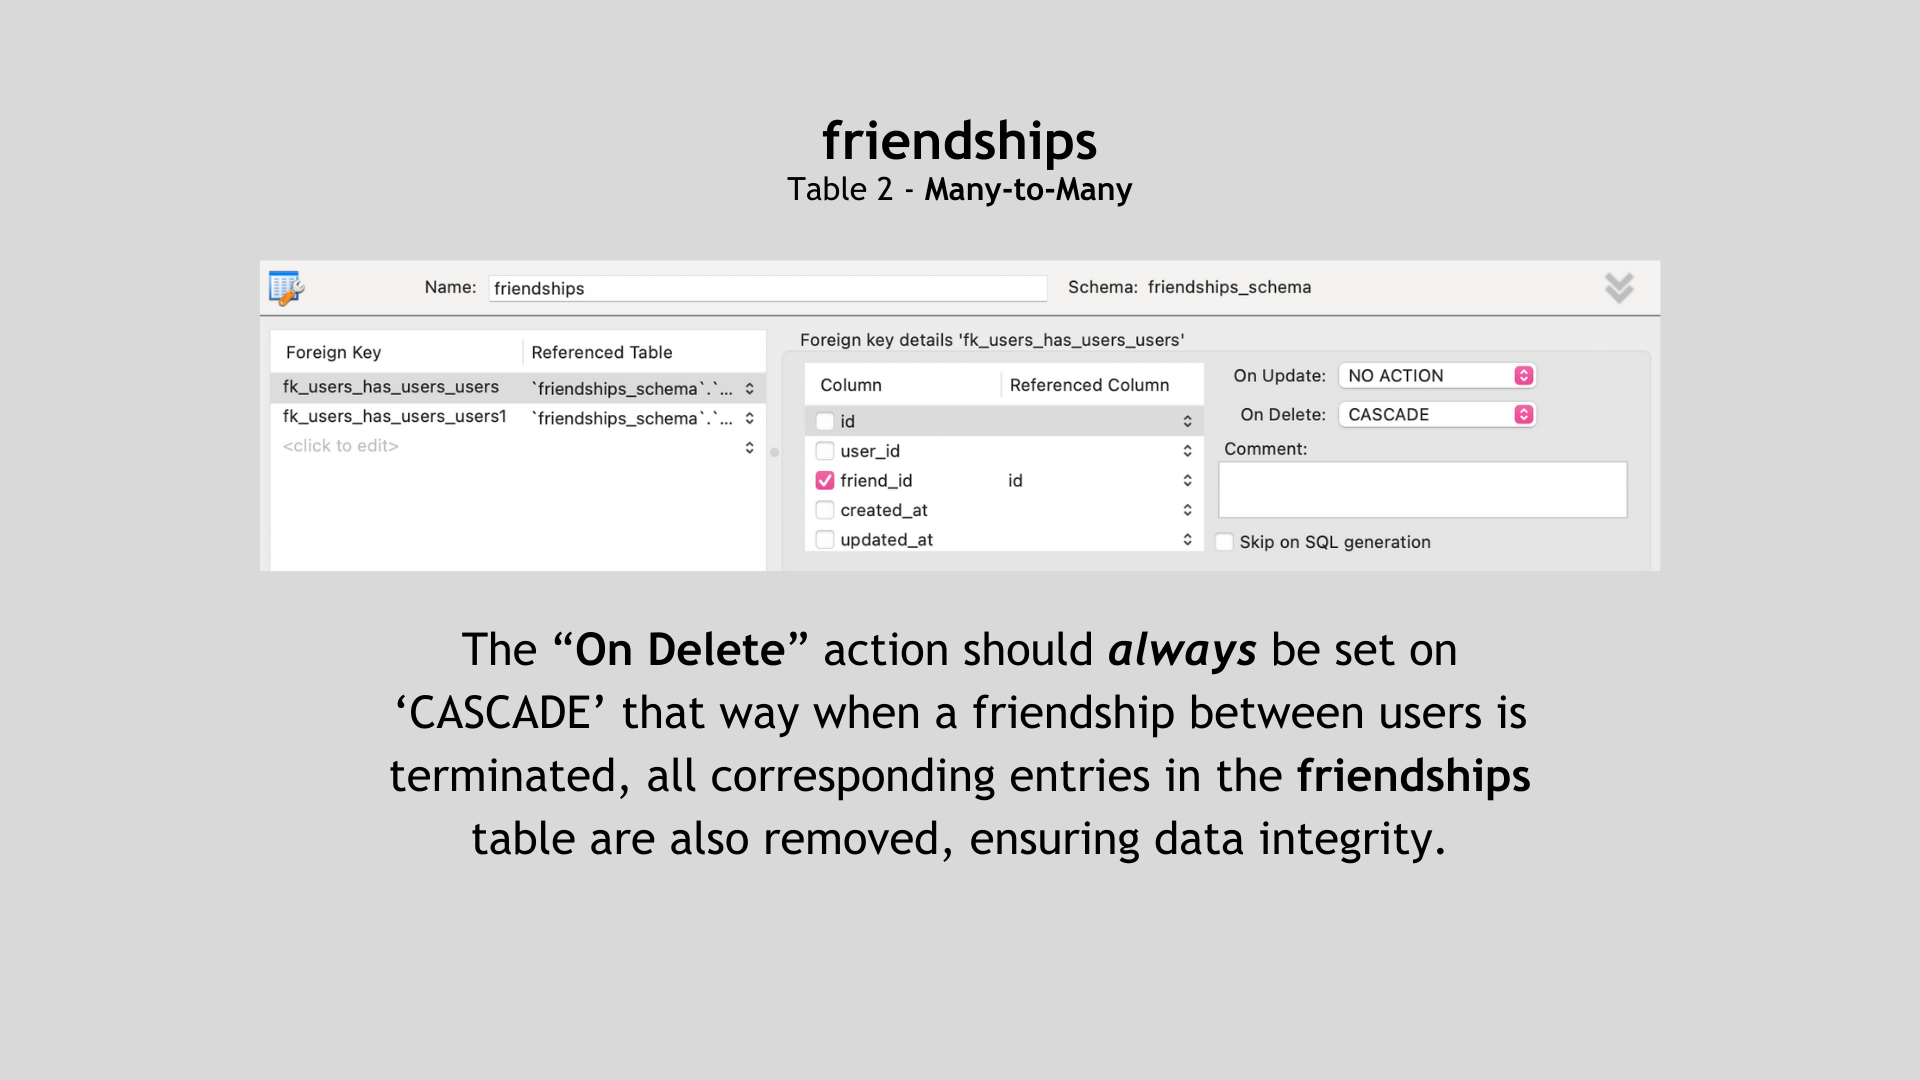 friendships
Table 2 - Many-to-Many
Name: friendships Schema: friendships_schema
Foreign Key Referenced Table
fk_users_has_users_users `friendships_schema`.`...
fk_users_has_users_users1 `friendships_schema`.`...
<click to edit>
Foreign key details 'fk_users_has_users_users'
Column Referenced Column
id
user_id
friend_id id
created_at
updated_at
On Update: NO ACTION
On Delete: CASCADE
Comment:
Skip on SQL generation
The “On Delete” action should always be set on
‘CASCADE’ that way when a friendship between users is
terminated, all corresponding entries in the friendships
table are also removed, ensuring data integrity.